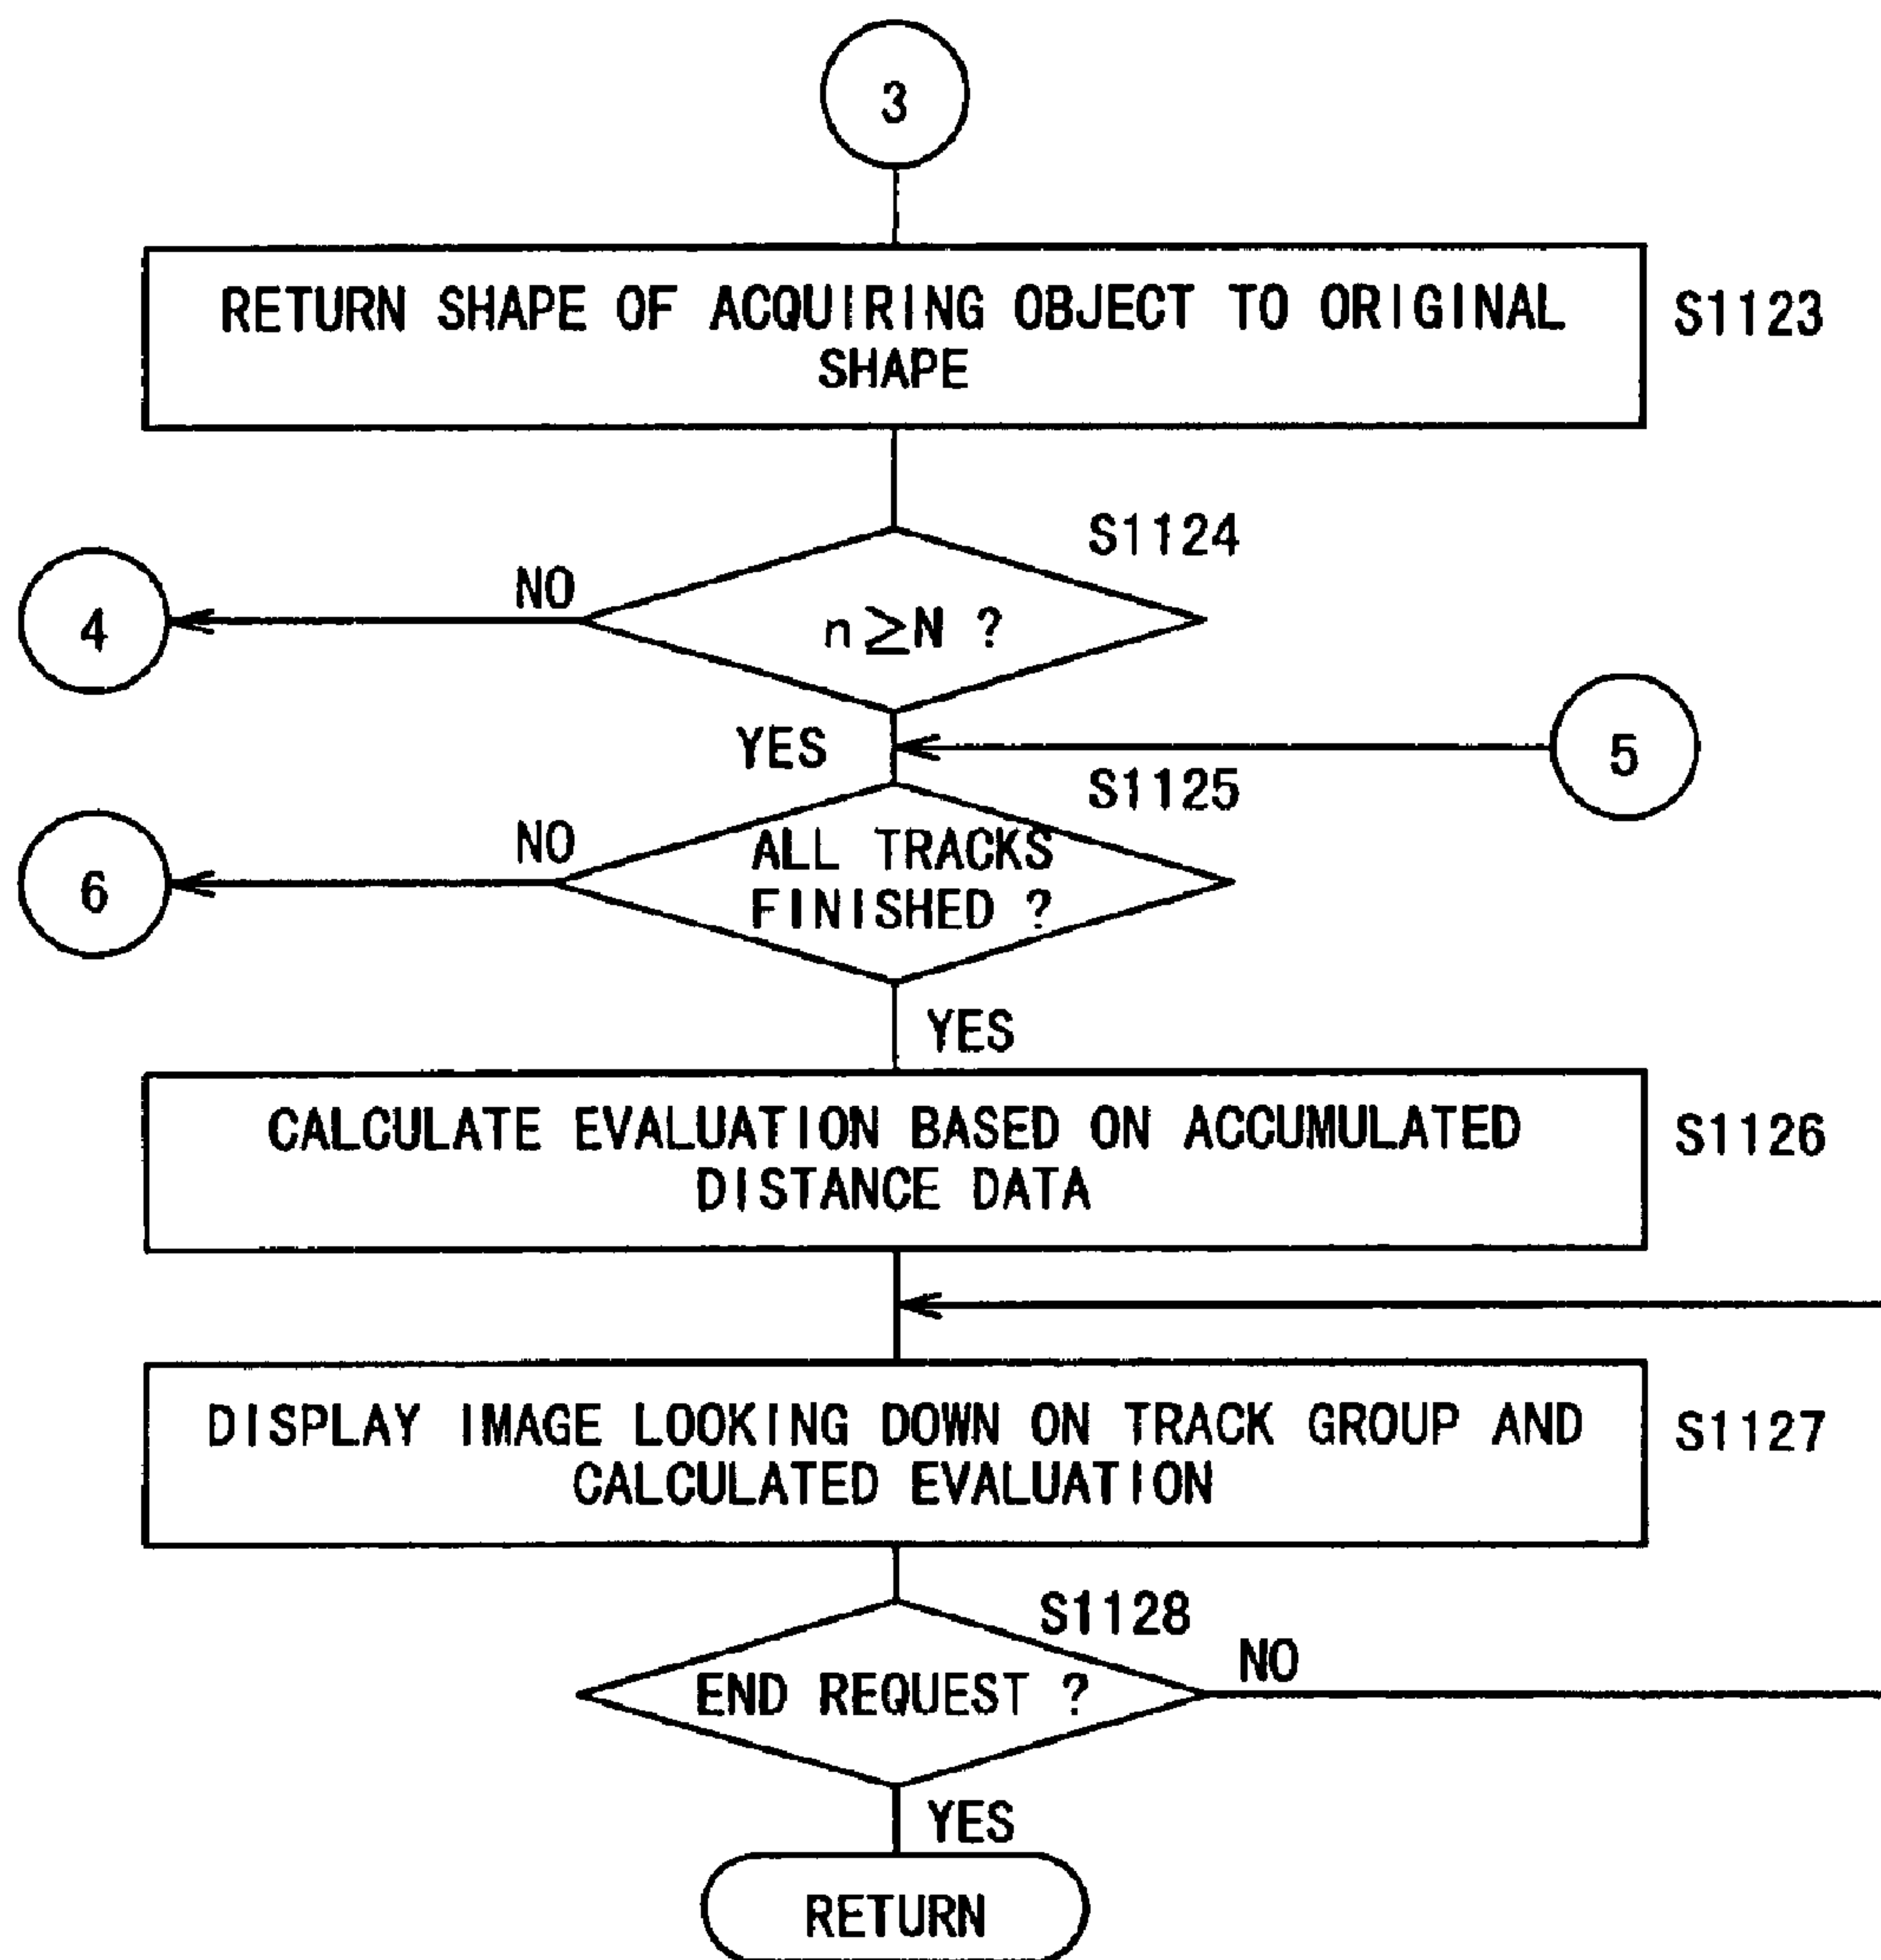 3
RETURN SHAPE OF ACQUIRING OBJECT TO ORIGINAL
SHAPE
S1123
S1124
NO
4
n≧N ?
YES
5
S1125
NO
6
ALL TRACKS
FINISHED ?
YES
CALCULATE EVALUATION BASED ON ACCUMULATED
DISTANCE DATA
S1126
DISPLAY IMAGE LOOKING DOWN ON TRACK GROUP AND
CALCULATED EVALUATION
S1127
S1128
END REQUEST ?
NO
YES
RETURN